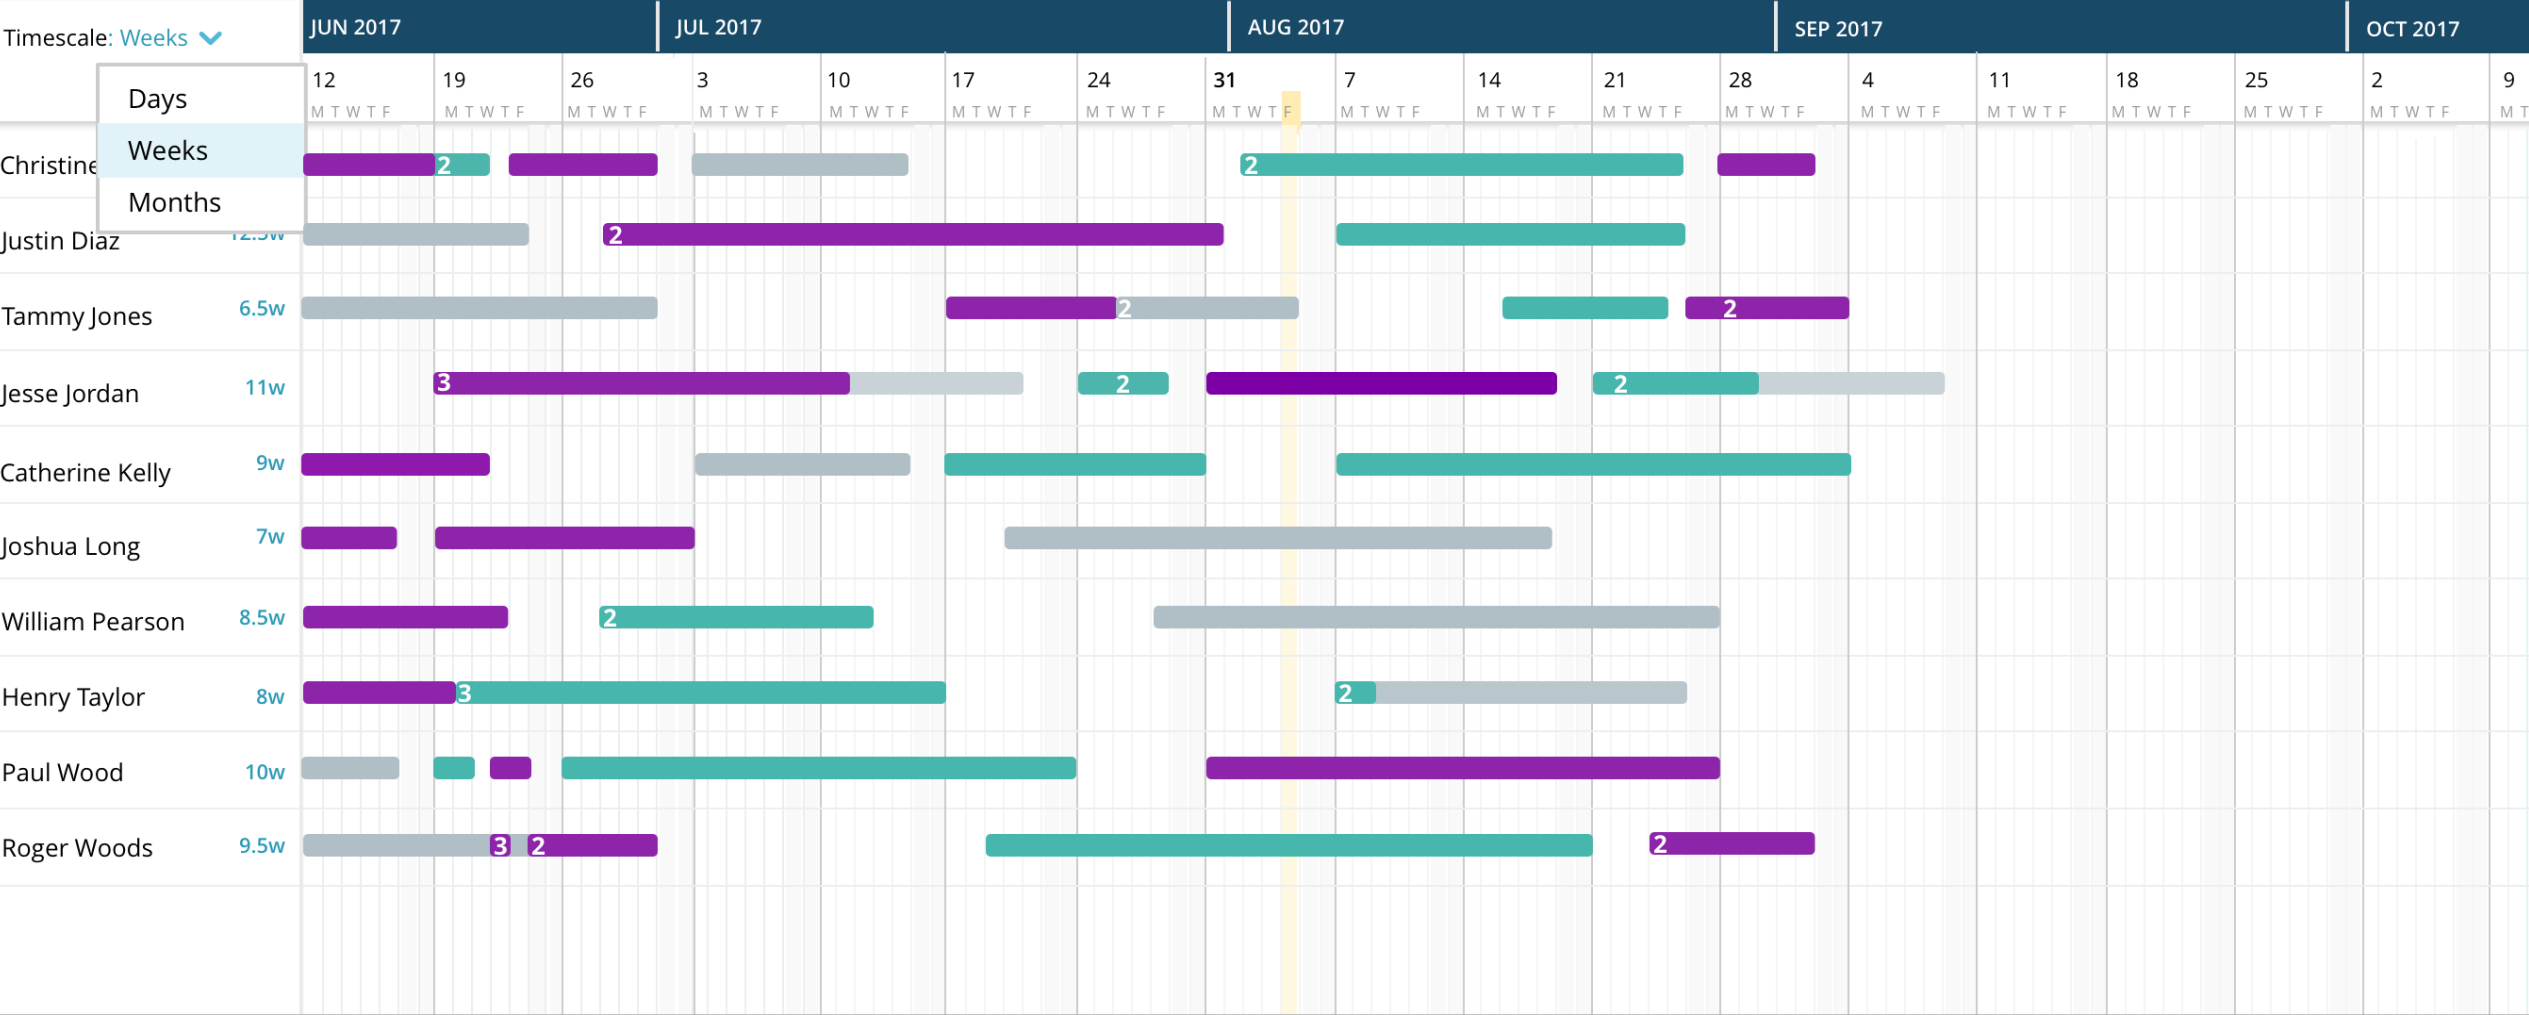 Timescale: Weeks
JUN 2017 JUL 2017 AUG 2017 SEP 2017 OCT 2017
12 19 26 3 10 17 24 31 7 14 21 28 4 11 18 25 2 9
M T W T F M T W T F M T W T F M T W T F M T W T F M T W T F M T W T F M T W T F M T W T F M T W T F M T W T F M T W T F M T W T F M T W T F M T W T F M T W T F M T W T F M T
Days
Weeks
Months
Christine 2 2
Justin Diaz 12.5w 2
Tammy Jones 6.5w 2 2
Jesse Jordan 11w 3 2 2
Catherine Kelly 9w
Joshua Long 7w
William Pearson 8.5w 2
Henry Taylor 8w 3 2
Paul Wood 10w
Roger Woods 9.5w 3 2 2